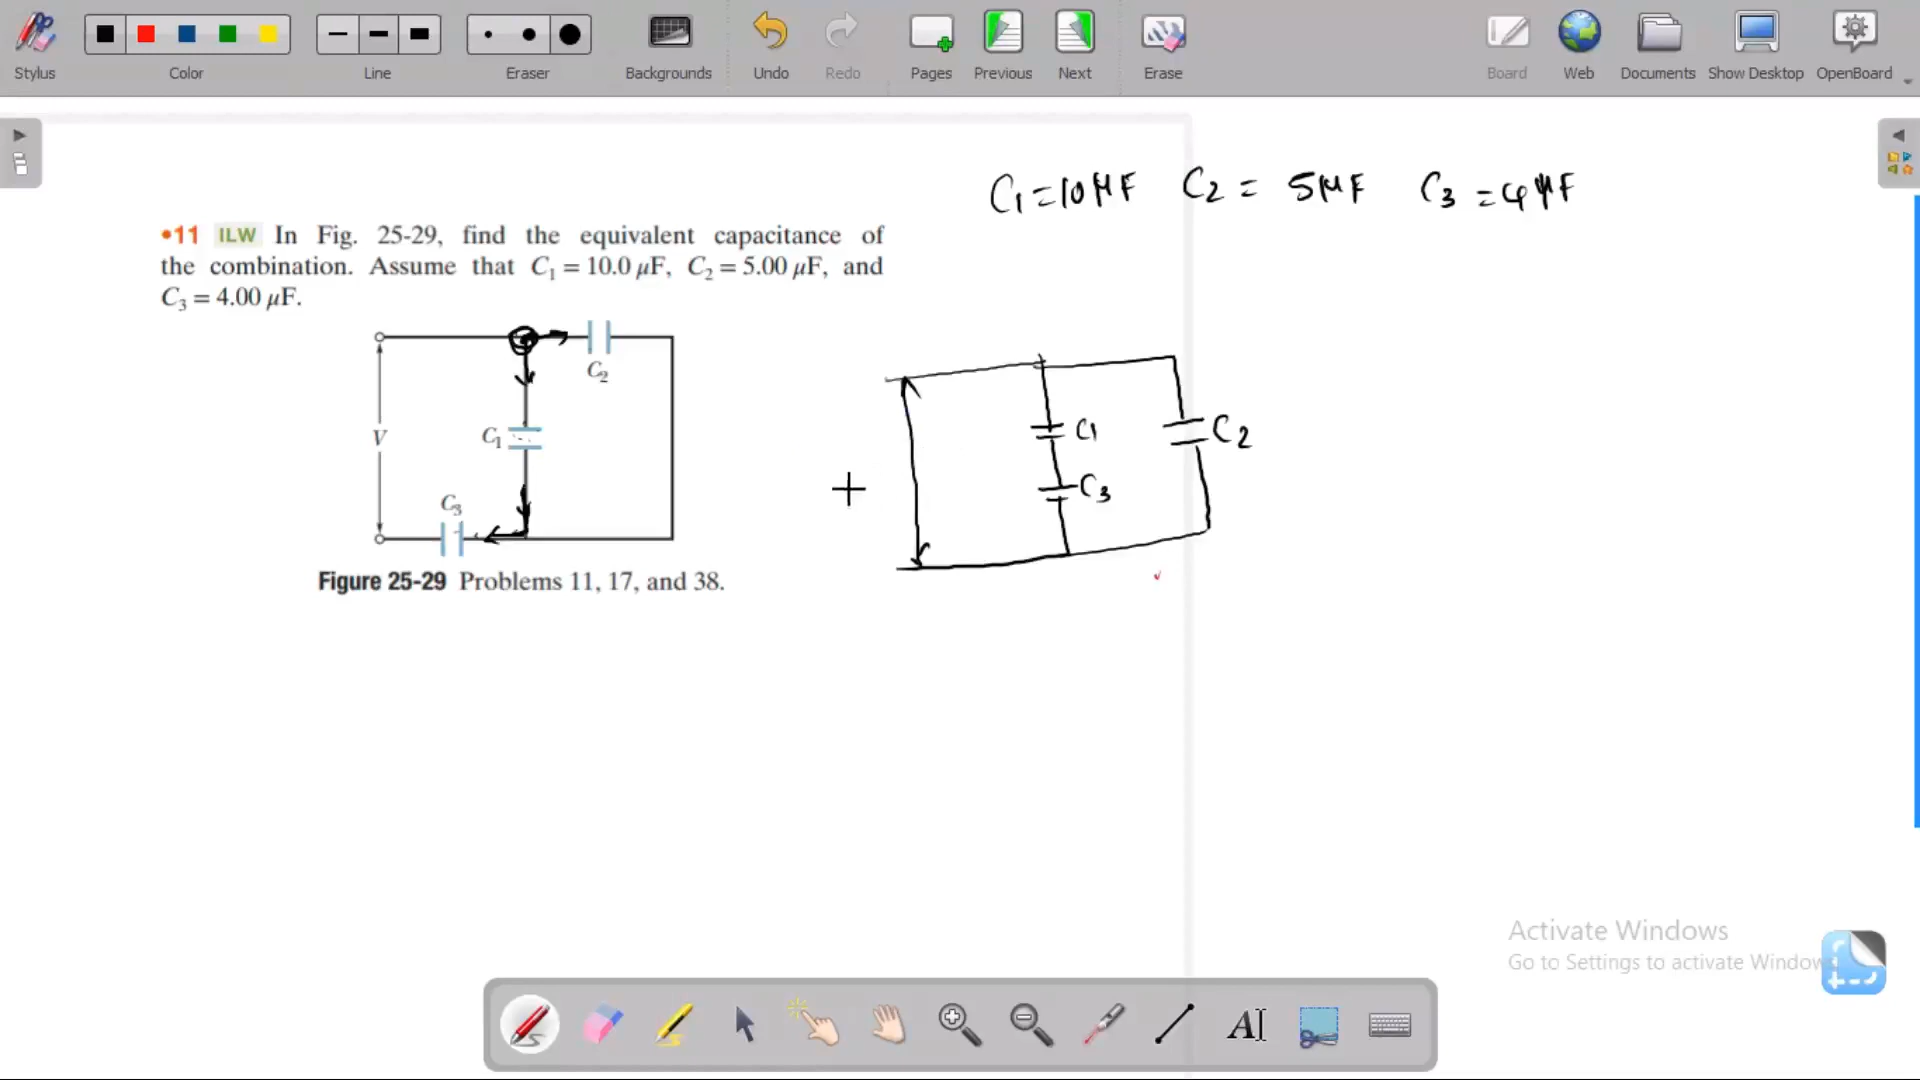 Stylus
Color
Line
Eraser
Backgrounds
Undo
Redo
Pages
Previous
Next
Erase
Board
Web
Documents
Show Desktop
OpenBoard
C1 = 10 μF C2 = 5 μF C3 = 4 μF
•11 ILW In Fig. 25-29, find the equivalent capacitance of
the combination. Assume that C1 = 10.0 μF, C2 = 5.00 μF, and
C3 = 4.00 μF.
C2
V
C1
C3
Figure 25-29 Problems 11, 17, and 38.
+
C1
C2
C3
Activate Windows
Go to Settings to activate Window
AI